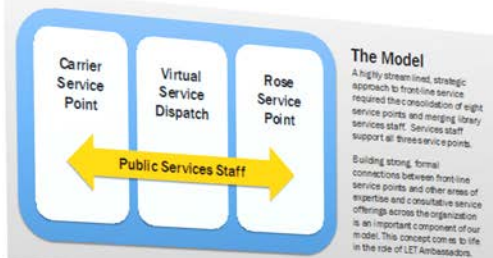 Carrier
Service
Point
Virtual
Service
Dispatch
Rose
Service
Point
Public Services Staff
The Model
A highly streamlined, strategic
approach to front-line service
required the consolidation of eight
service points and merging library
services staff. Services staff
support all three service points.
Building strong, formal
connections between front-line
service points and other areas of
expertise and consultative service
offerings across the organization
is an important component of our
model. This concept comes to life
in the role of LET Ambassadors.